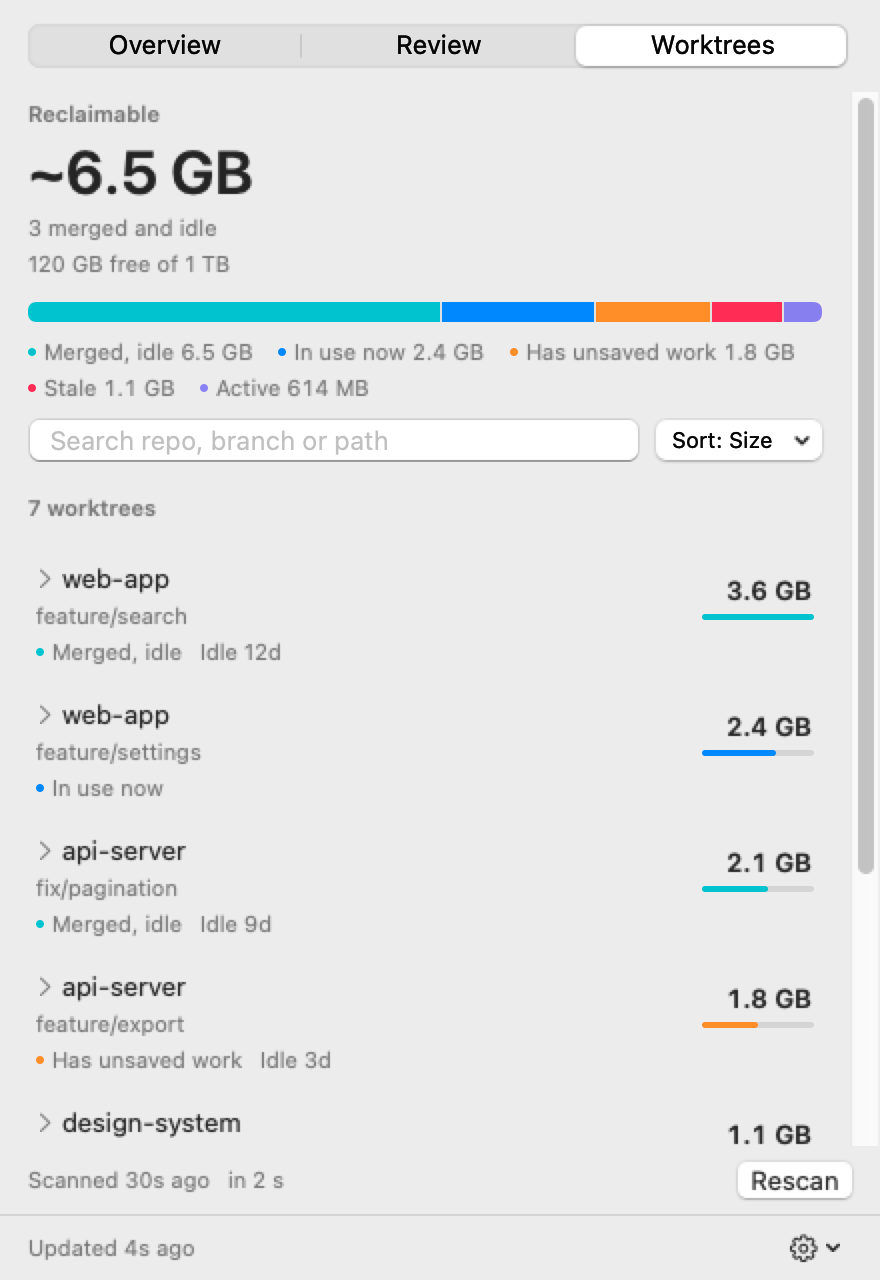 Overview Review Worktrees
Reclaimable
~6.5 GB
3 merged and idle
120 GB free of 1 TB
Merged, idle 6.5 GB In use now 2.4 GB Has unsaved work 1.8 GB
Stale 1.1 GB Active 614 MB
Search repo, branch or path Sort: Size
7 worktrees
web-app 3.6 GB
feature/search
Merged, idle Idle 12d
web-app 2.4 GB
feature/settings
In use now
api-server 2.1 GB
fix/pagination
Merged, idle Idle 9d
api-server 1.8 GB
feature/export
Has unsaved work Idle 3d
design-system 1.1 GB
Scanned 30s ago in 2 s Rescan
Updated 4s ago